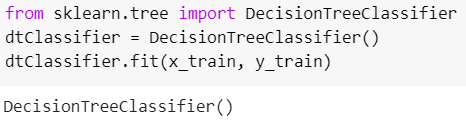 from sklearn.tree import DecisionTreeClassifier
dtClassifier = DecisionTreeClassifier()
dtClassifier.fit(x_train, y_train)
DecisionTreeClassifier()